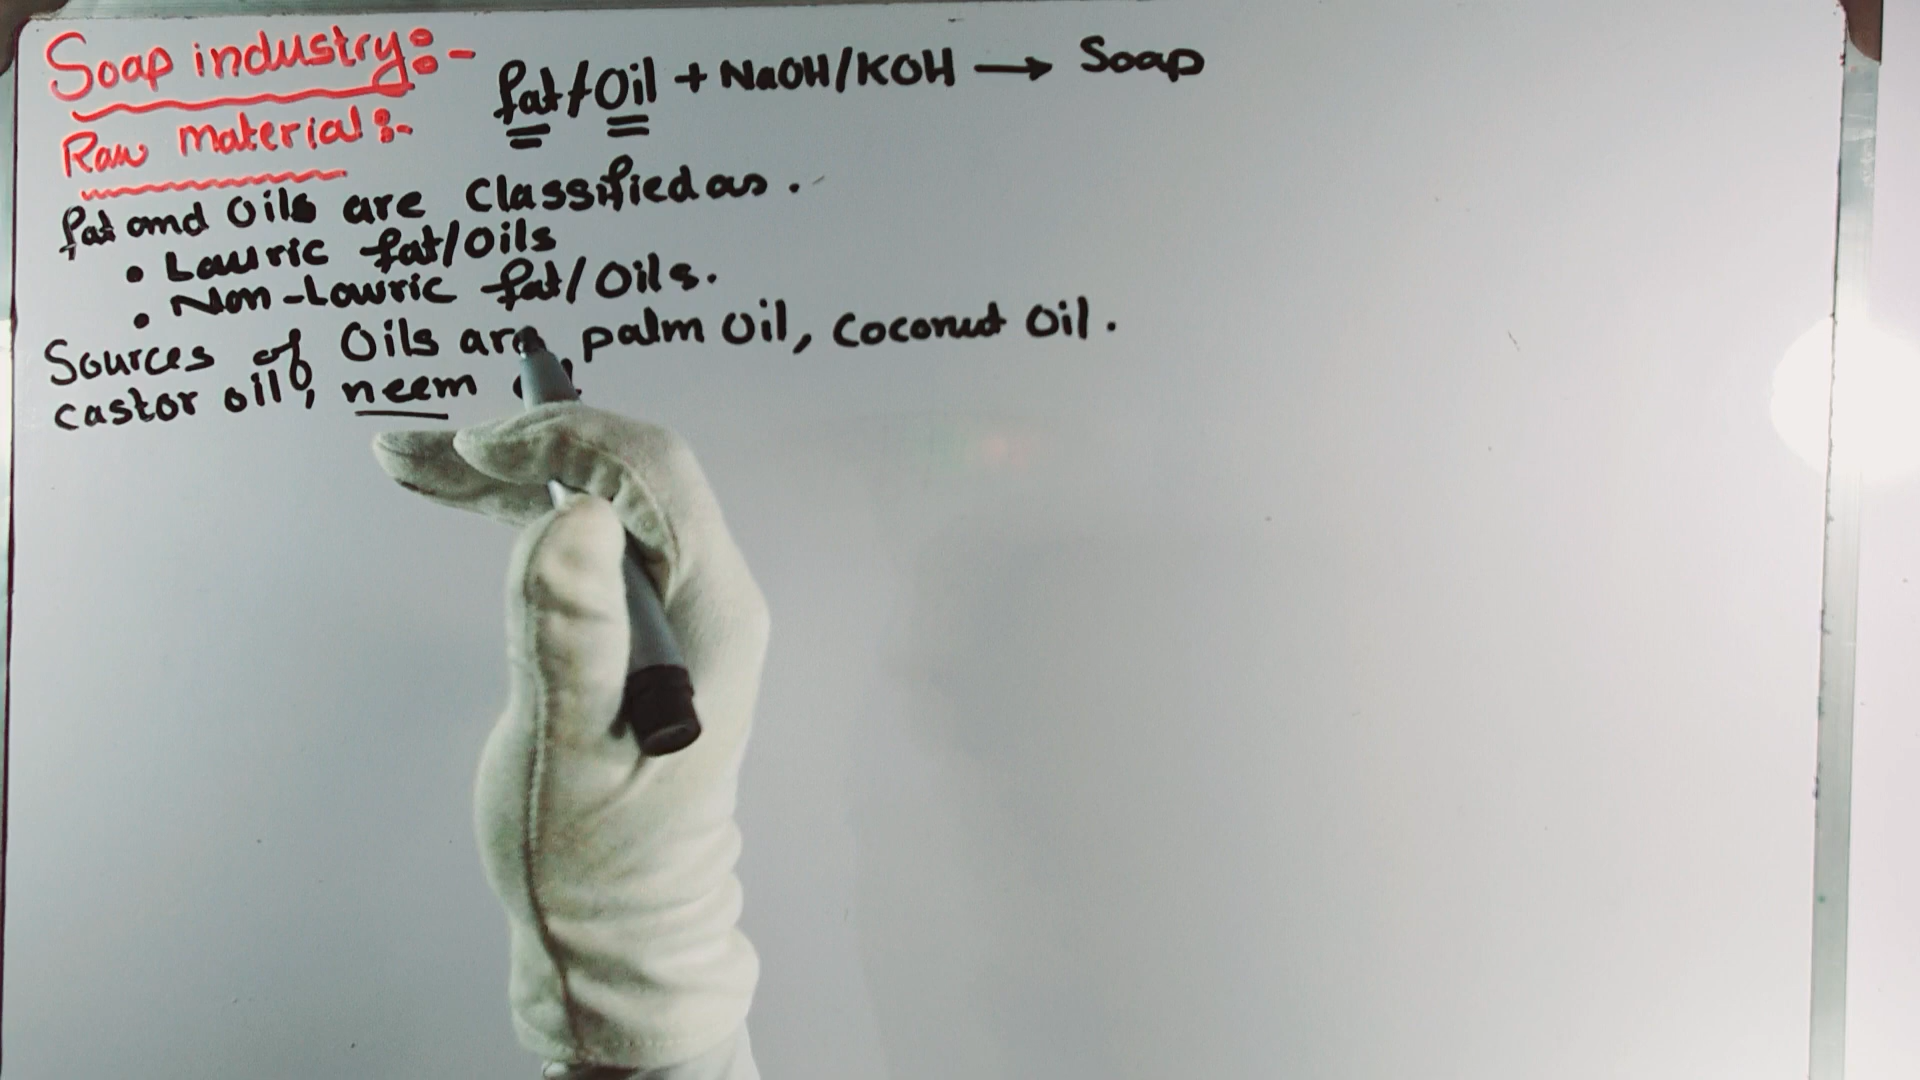 Soap industry:-
fat/Oil + NaOH/KOH → Soap
Raw material:-
fat and Oils are Classified as.
• Lauric fat/Oils
• Non-Lowric fat/Oils.
Sources of Oils are palm Oil, Coconut Oil.
castor oil, neem